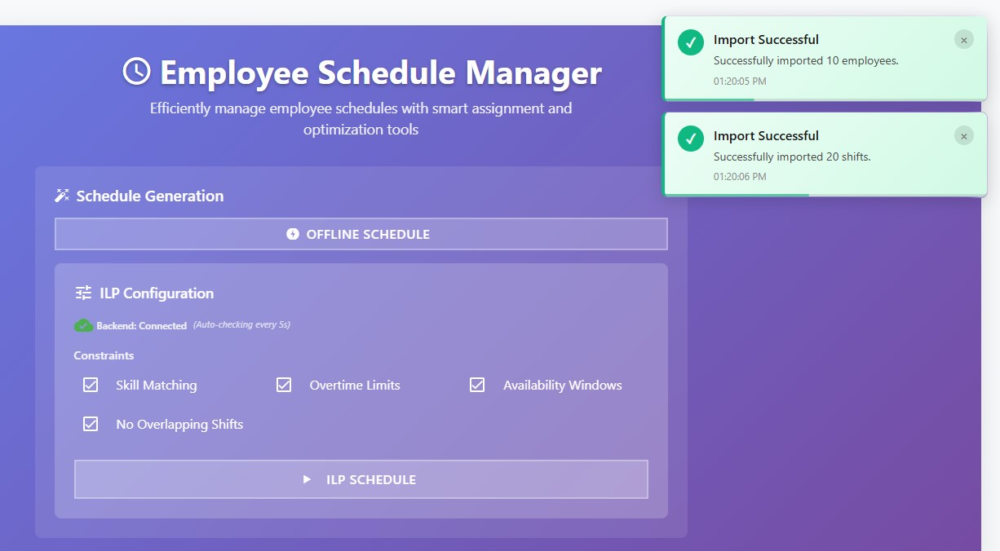 Employee Schedule Manager
Efficiently manage employee schedules with smart assignment and
optimization tools
Import Successful
Successfully imported 10 employees.
01:20:05 PM
Import Successful
Successfully imported 20 shifts.
01:20:06 PM
Schedule Generation
OFFLINE SCHEDULE
ILP Configuration
Backend: Connected (Auto-checking every 5s)
Constraints
Skill Matching Overtime Limits Availability Windows
No Overlapping Shifts
ILP SCHEDULE